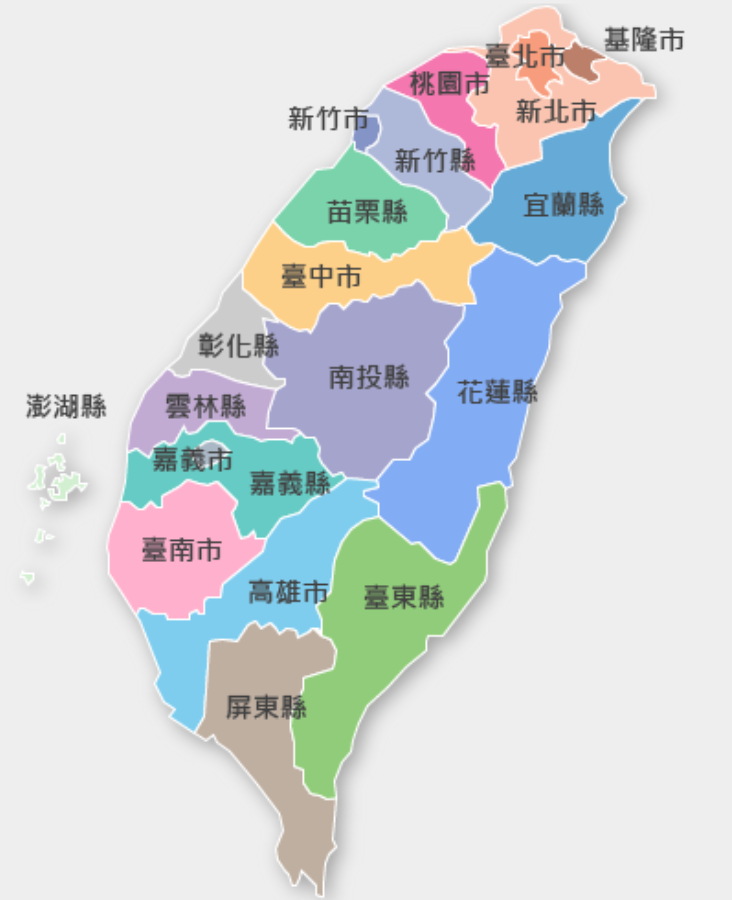 基隆市
臺北市
桃園市
新北市
新竹市
新竹縣
宜蘭縣
苗栗縣
臺中市
彰化縣
南投縣
花蓮縣
澎湖縣
雲林縣
嘉義市
嘉義縣
臺南市
高雄市
臺東縣
屏東縣